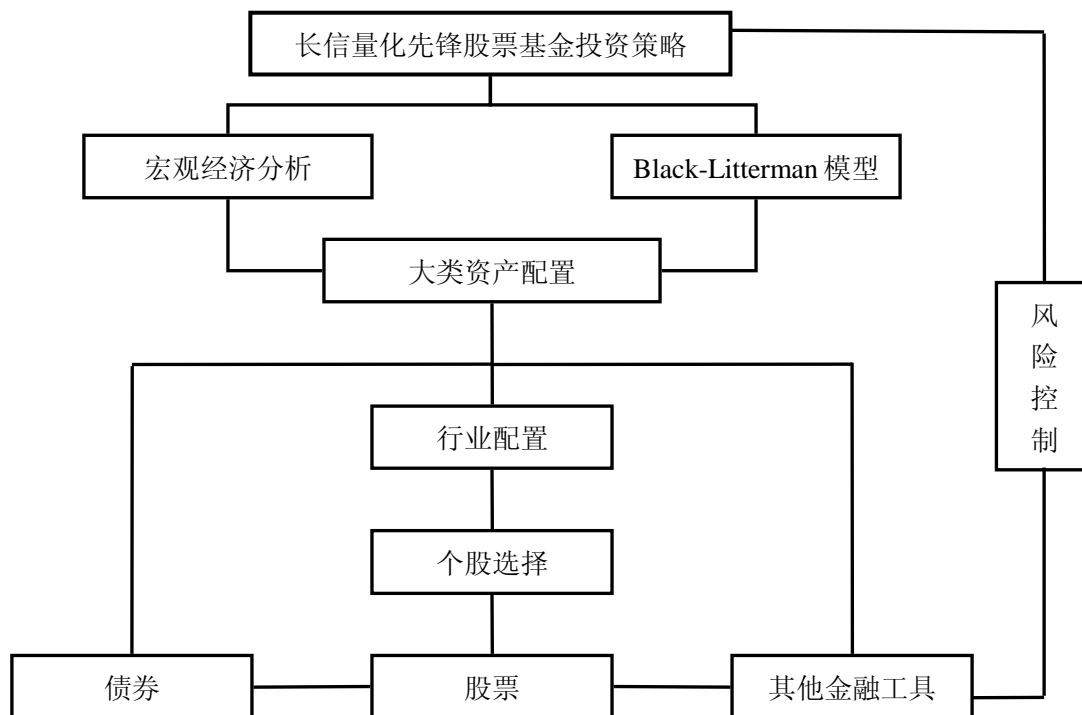 长信量化先锋股票基金投资策略
宏观经济分析
Black-Litterman 模型
大类资产配置
风
险
控
制
行业配置
个股选择
债券
股票
其他金融工具